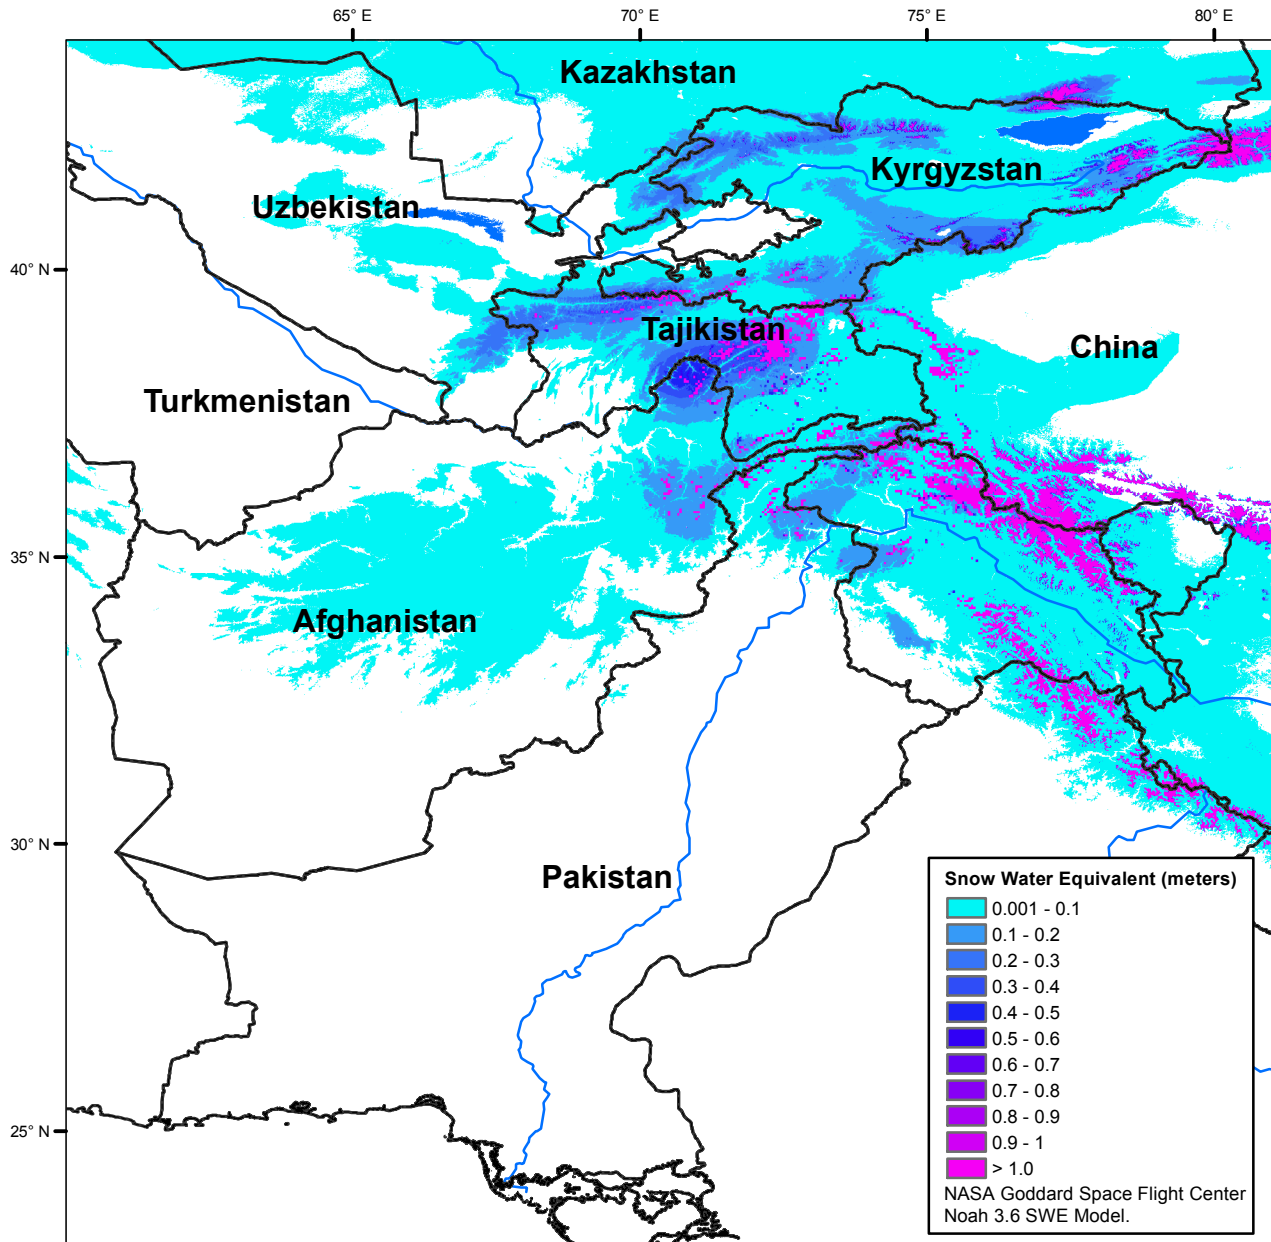 65° E
70° E
75° E
80° E
Kazakhstan
Kyrgyzstan
Uzbekistan
40° N
Tajikistan
China
Turkmenistan
35° N
Afghanistan
30° N
Pakistan
25° N
Snow Water Equivalent (meters)
0.001 - 0.1
0.1 - 0.2
0.2 - 0.3
0.3 - 0.4
0.4 - 0.5
0.5 - 0.6
0.6 - 0.7
0.7 - 0.8
0.8 - 0.9
0.9 - 1
> 1.0
NASA Goddard Space Flight Center
Noah 3.6 SWE Model.